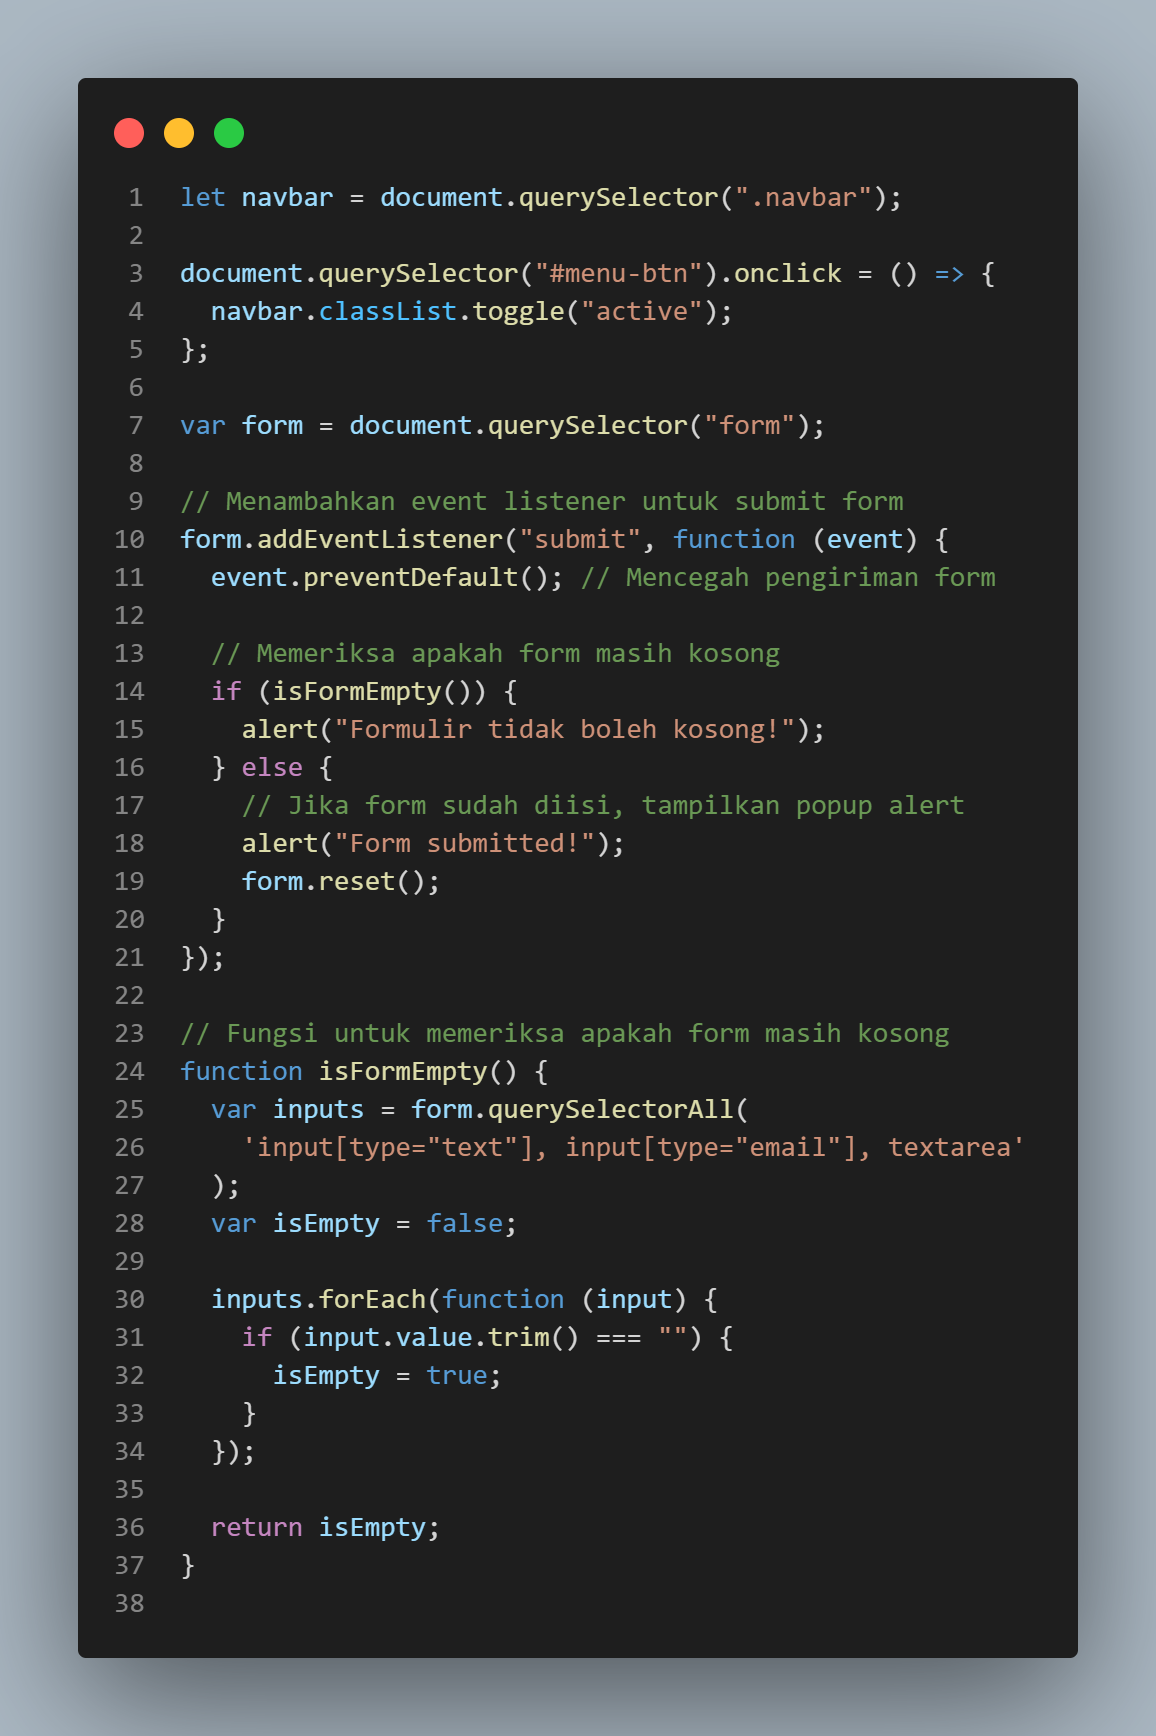 1 let navbar = document.querySelector(".navbar");
2
3 document.querySelector("#menu-btn").onclick = () => {
4   navbar.classList.toggle("active");
5 };
6
7 var form = document.querySelector("form");
8
9 // Menambahkan event listener untuk submit form
10 form.addEventListener("submit", function (event) {
11   event.preventDefault(); // Mencegah pengiriman form
12
13   // Memeriksa apakah form masih kosong
14   if (isFormEmpty()) {
15     alert("Formulir tidak boleh kosong!");
16   } else {
17     // Jika form sudah diisi, tampilkan popup alert
18     alert("Form submitted!");
19     form.reset();
20   }
21 });
22
23 // Fungsi untuk memeriksa apakah form masih kosong
24 function isFormEmpty() {
25   var inputs = form.querySelectorAll(
26     'input[type="text"], input[type="email"], textarea'
27   );
28   var isEmpty = false;
29
30   inputs.forEach(function (input) {
31     if (input.value.trim() === "") {
32       isEmpty = true;
33     }
34   });
35
36   return isEmpty;
37 }
38